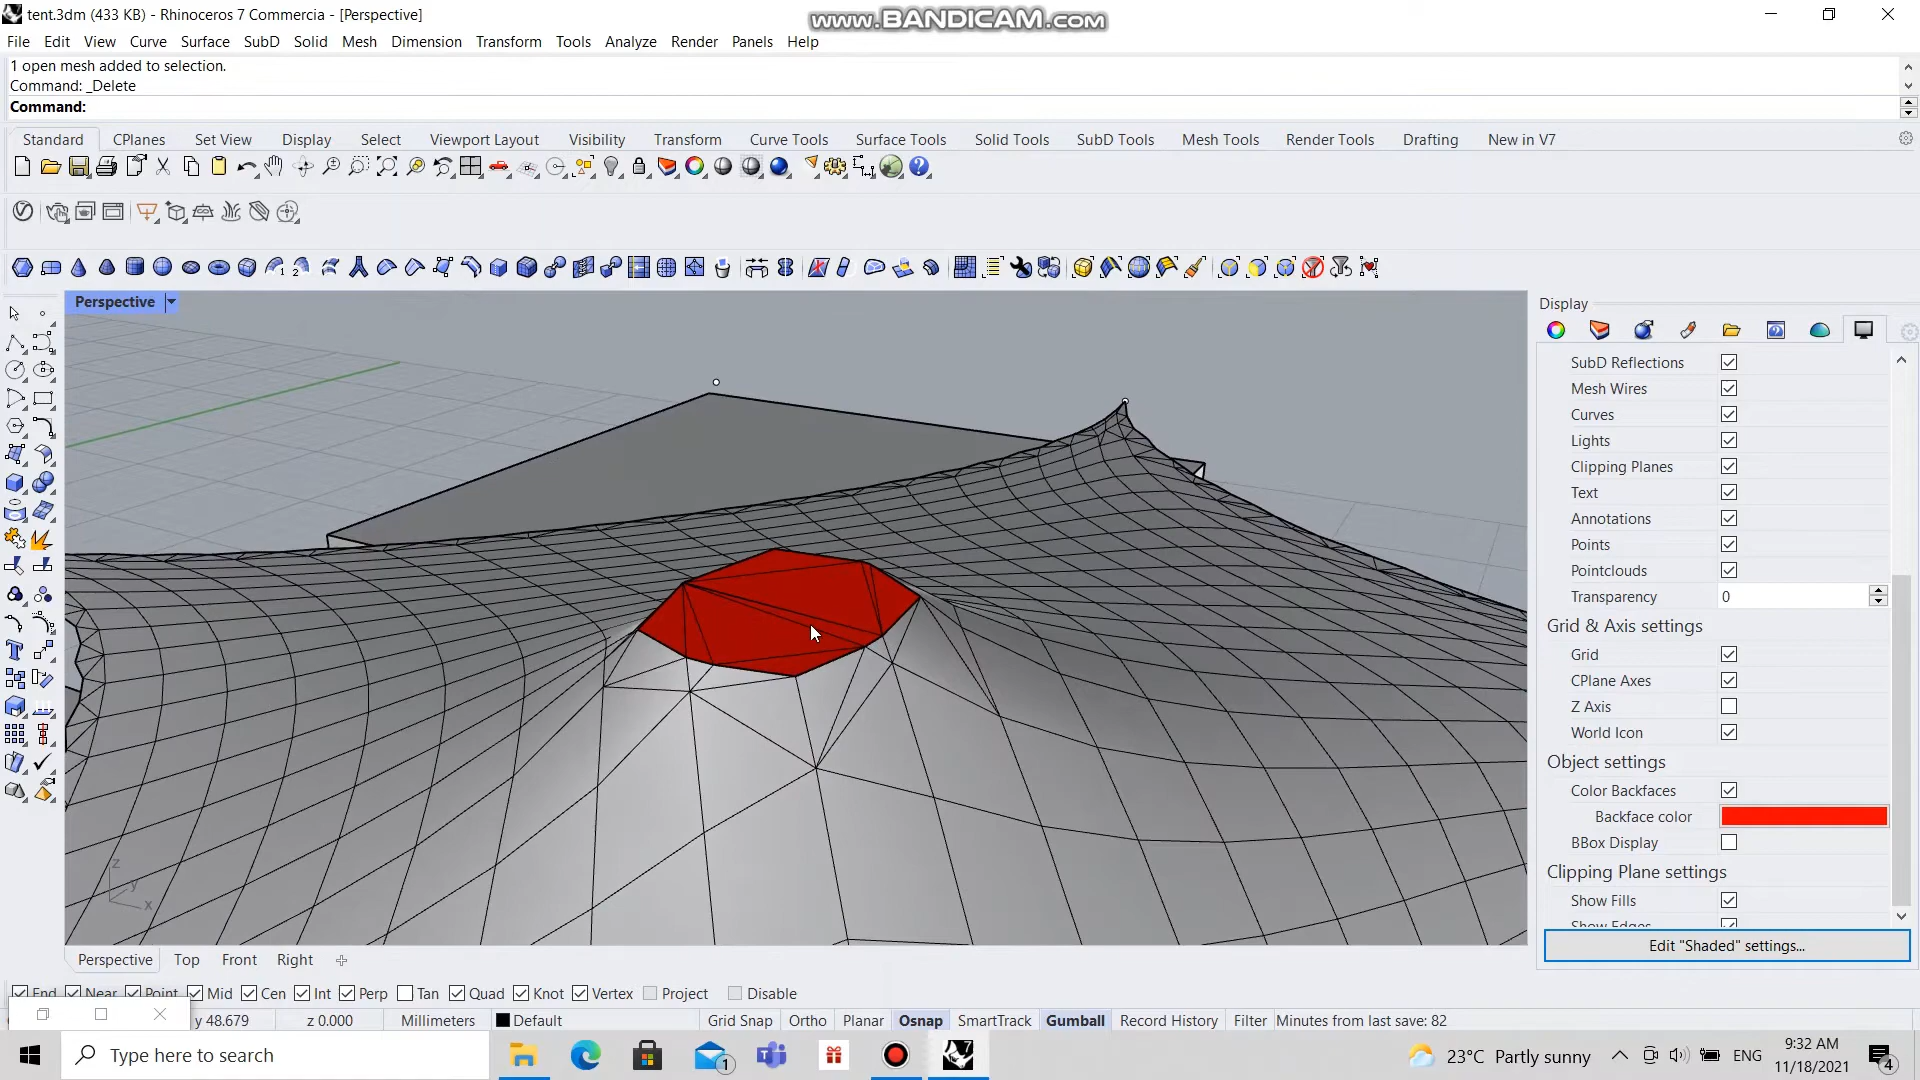 tent.3dm (433 KB) - Rhinoceros 7 Commercia - [Perspective]
www.BANDICAM.com
File Edit View Curve Surface SubD Solid Mesh Dimension Transform Tools Analyze Render Panels Help
1 open mesh added to selection.
Command: _Delete
Command:
Standard CPlanes Set View Display Select Viewport Layout Visibility Transform Curve Tools Surface Tools Solid Tools SubD Tools Mesh Tools Render Tools Drafting New in V7
Perspective
Display
SubD Reflections
Mesh Wires
Curves
Lights
Clipping Planes
Text
Annotations
Points
Pointclouds
Transparency 0
Grid & Axis settings
Grid
CPlane Axes
Z Axis
World Icon
Object settings
Color Backfaces
Backface color
BBox Display
Clipping Plane settings
Show Fills
Show Edges
Edit "Shaded" settings...
z
y
x
Perspective Top Front Right
End Near Point Mid Cen Int Perp Tan Quad Knot Vertex Project Disable
y 48.679 z 0.000 Millimeters Default Grid Snap Ortho Planar Osnap SmartTrack Gumball Record History Filter Minutes from last save: 82
Type here to search
1
7
23°C Partly sunny
ENG
9:32 AM
11/18/2021
4